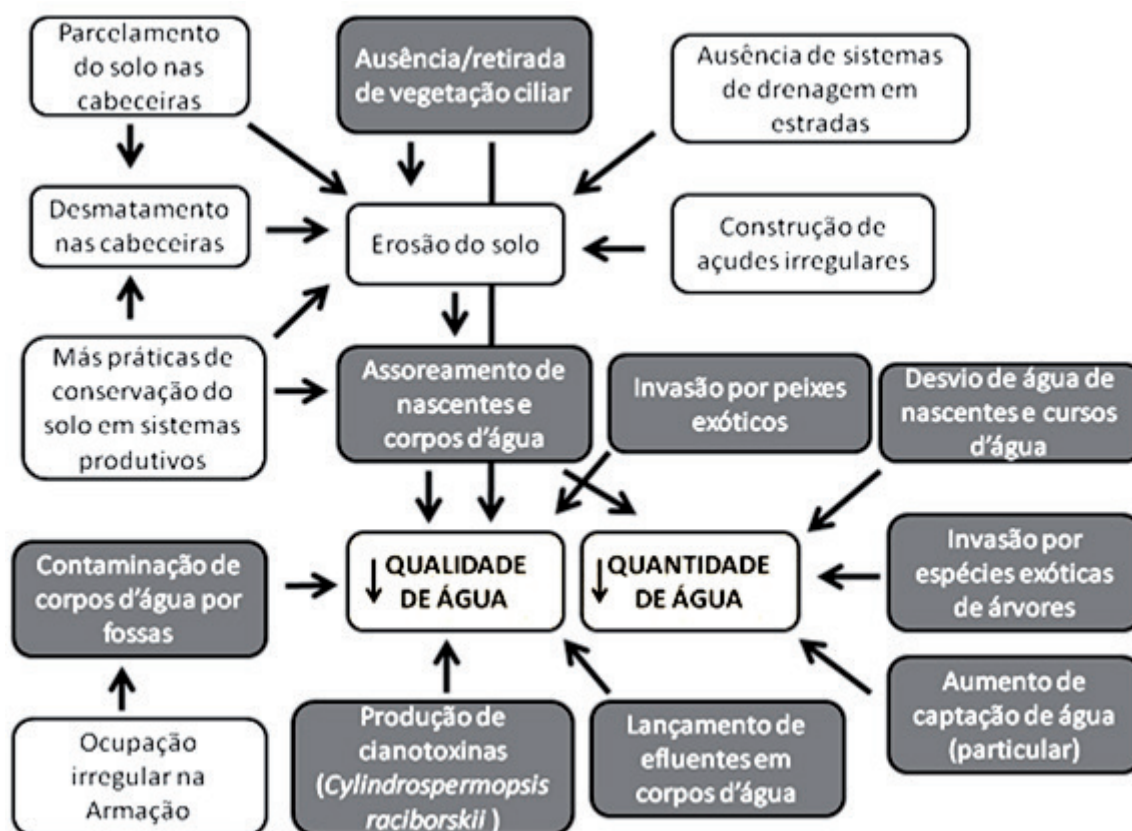 Parcelamento
do solo nas
cabeceiras
Ausência/retirada
de vegetação ciliar
Ausência de sistemas
de drenagem em
estradas
Desmatamento
nas cabeceiras
Erosão do solo
Construção de
açudes irregulares
Más práticas de
conservação do
solo em sistemas
produtivos
Assoreamento de
nascentes e
corpos d'água
Invasão por peixes
exóticos
Desvio de água de
nascentes e cursos
d'água
Contaminação de
corpos d'água por
fossas
↓ QUALIDADE
DE ÁGUA
↓ QUANTIDADE
DE ÁGUA
Invasão por
espécies exóticas
de árvores
Ocupação
irregular na
Armação
Produção de
cianotoxinas
(Cylindrospermopsis
raciborskii )
Lançamento de
efluentes em
corpos d'água
Aumento de
captação de água
(particular)